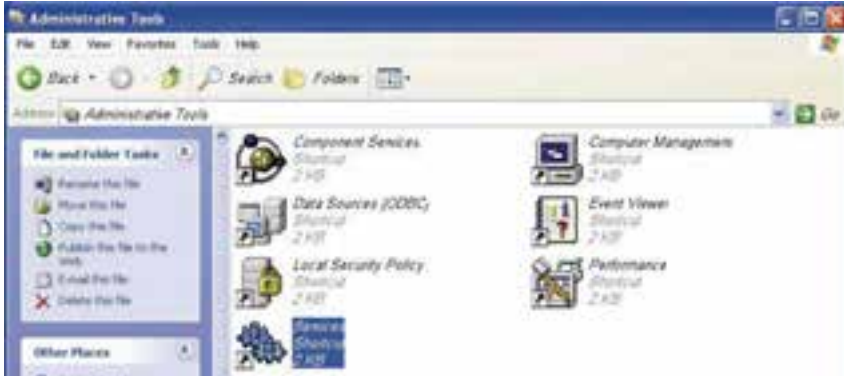 Administrative Tools
File Edit View Favorites Tools Help
Back Search Folders
Address Administrative Tools Go
File and Folder Tasks
Rename this file
Move this file
Copy this file
Publish this file to the Web
E-mail this file
Delete this file
Other Places
Component Services
Shortcut
2 KB
Computer Management
Shortcut
2 KB
Data Sources (ODBC)
Shortcut
2 KB
Event Viewer
Shortcut
2 KB
Local Security Policy
Shortcut
2 KB
Performance
Shortcut
2 KB
Services
Shortcut
2 KB